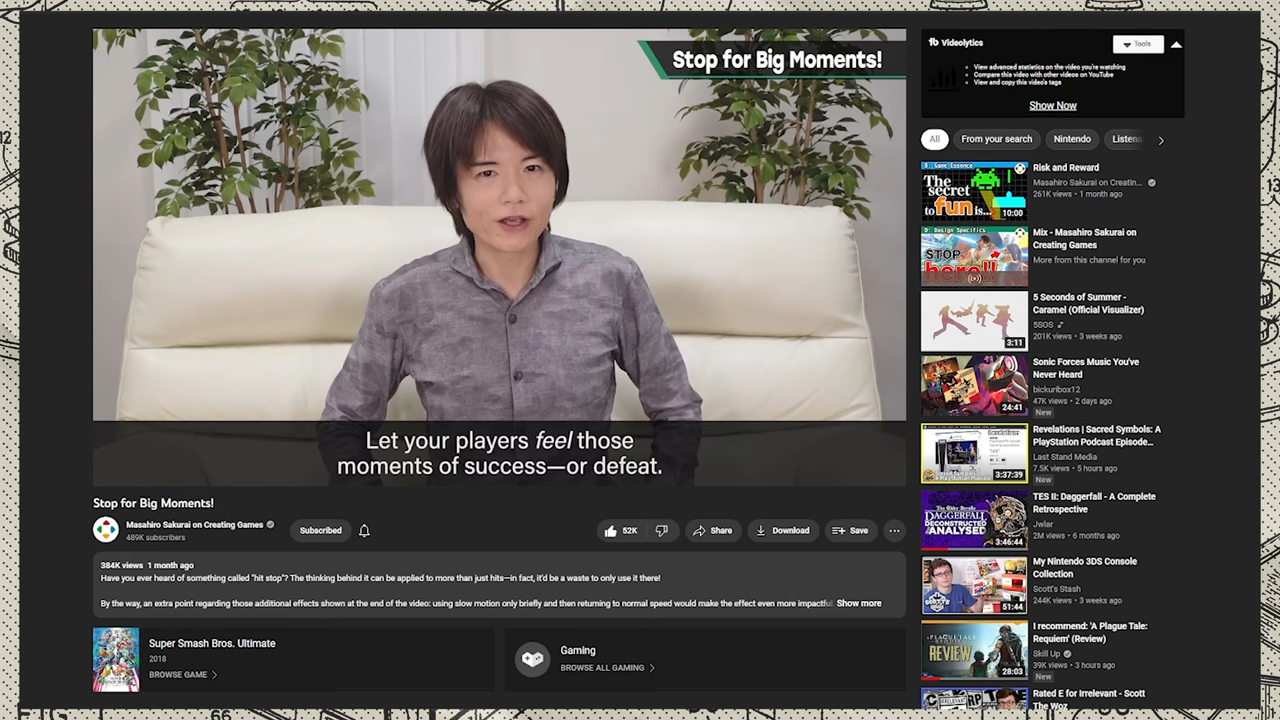 Stop for Big Moments!
Let your players feel those
moments of success—or defeat.
Stop for Big Moments!
Masahiro Sakurai on Creating Games
489K subscribers
Subscribed
52K
Share
Download
Save
384K views 1 month ago
Have you ever heard of something called "hit stop"? The thinking behind it can be applied to more than just hits—in fact, it'd be a waste to only use it there!
By the way, an extra point regarding those additional effects at 2m at the end of the video: using slow motion only briefly and then returning to normal speed would make the effect even more impactful Show more
Super Smash Bros. Ultimate
2018
BROWSE GAME
Gaming
BROWSE ALL GAMING
tb Videolytics
Tools
View advanced statistics on the video you're watching
Compare this video with other videos on YouTube
View and copy this video's tags
Show Now
All
From your search
Nintendo
Listena
B: Game Essence
The
secret
to fun is...
10:00
Risk and Reward
Masahiro Sakurai on Creatin...
261K views • 1 month ago
D: Design Specifics
STOP
here!!
Mix - Masahiro Sakurai on
Creating Games
More from this channel for you
3:11
5 Seconds of Summer -
Caramel (Official Visualizer)
5SOS
201K views • 3 weeks ago
24:41
Sonic Forces Music You've
Never Heard
bickuribox12
47K views • 2 days ago
New
3:37:39
Revelations | Sacred Symbols: A
PlayStation Podcast Episode...
Last Stand Media
7.5K views • 5 hours ago
New
DAGGERFALL
DECONSTRUCTED
ANALYSED
3:46:44
TES II: Daggerfall - A Complete
Retrospective
Jwlar
2M views • 6 months ago
51:44
My Nintendo 3DS Console
Collection
Scott's Stash
244K views • 3 weeks ago
A PLAGUE TALE
REVIEW
28:03
I recommend: 'A Plague Tale:
Requiem' (Review)
Skill Up
39K views • 3 hours ago
New
Rated E for Irrelevant - Scott
The Woz